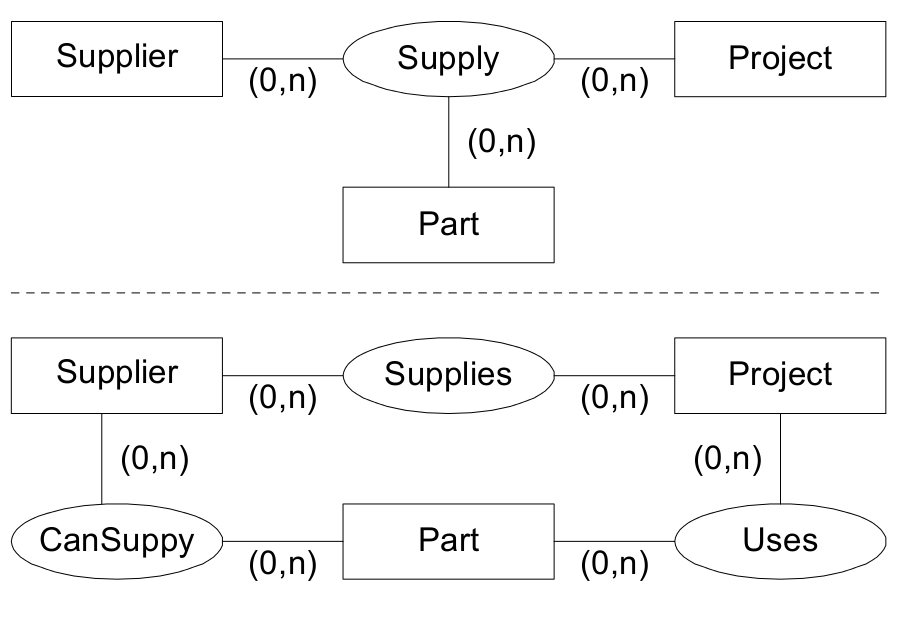 Supplier
Supply
Project
(0,n)
(0,n)
(0,n)
Part
Supplier
Supplies
Project
(0,n)
(0,n)
(0,n)
(0,n)
CanSuppy
Part
Uses
(0,n)
(0,n)